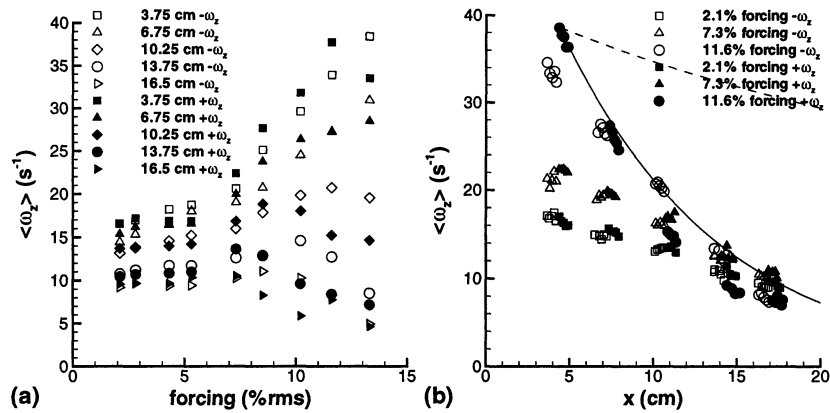 3.75 cm -ωz
6.75 cm -ωz
10.25 cm -ωz
13.75 cm -ωz
16.5 cm -ωz
3.75 cm +ωz
6.75 cm +ωz
10.25 cm +ωz
13.75 cm +ωz
16.5 cm +ωz
40
35
30
25
20
15
10
5
0
<ωz> (s⁻¹)
0
5
10
15
forcing (%rms)
(a)
2.1% forcing -ωz
7.3% forcing -ωz
11.6% forcing -ωz
2.1% forcing +ωz
7.3% forcing +ωz
11.6% forcing +ωz
40
30
20
10
0
<ωz> (s⁻¹)
0
5
10
15
20
x (cm)
(b)